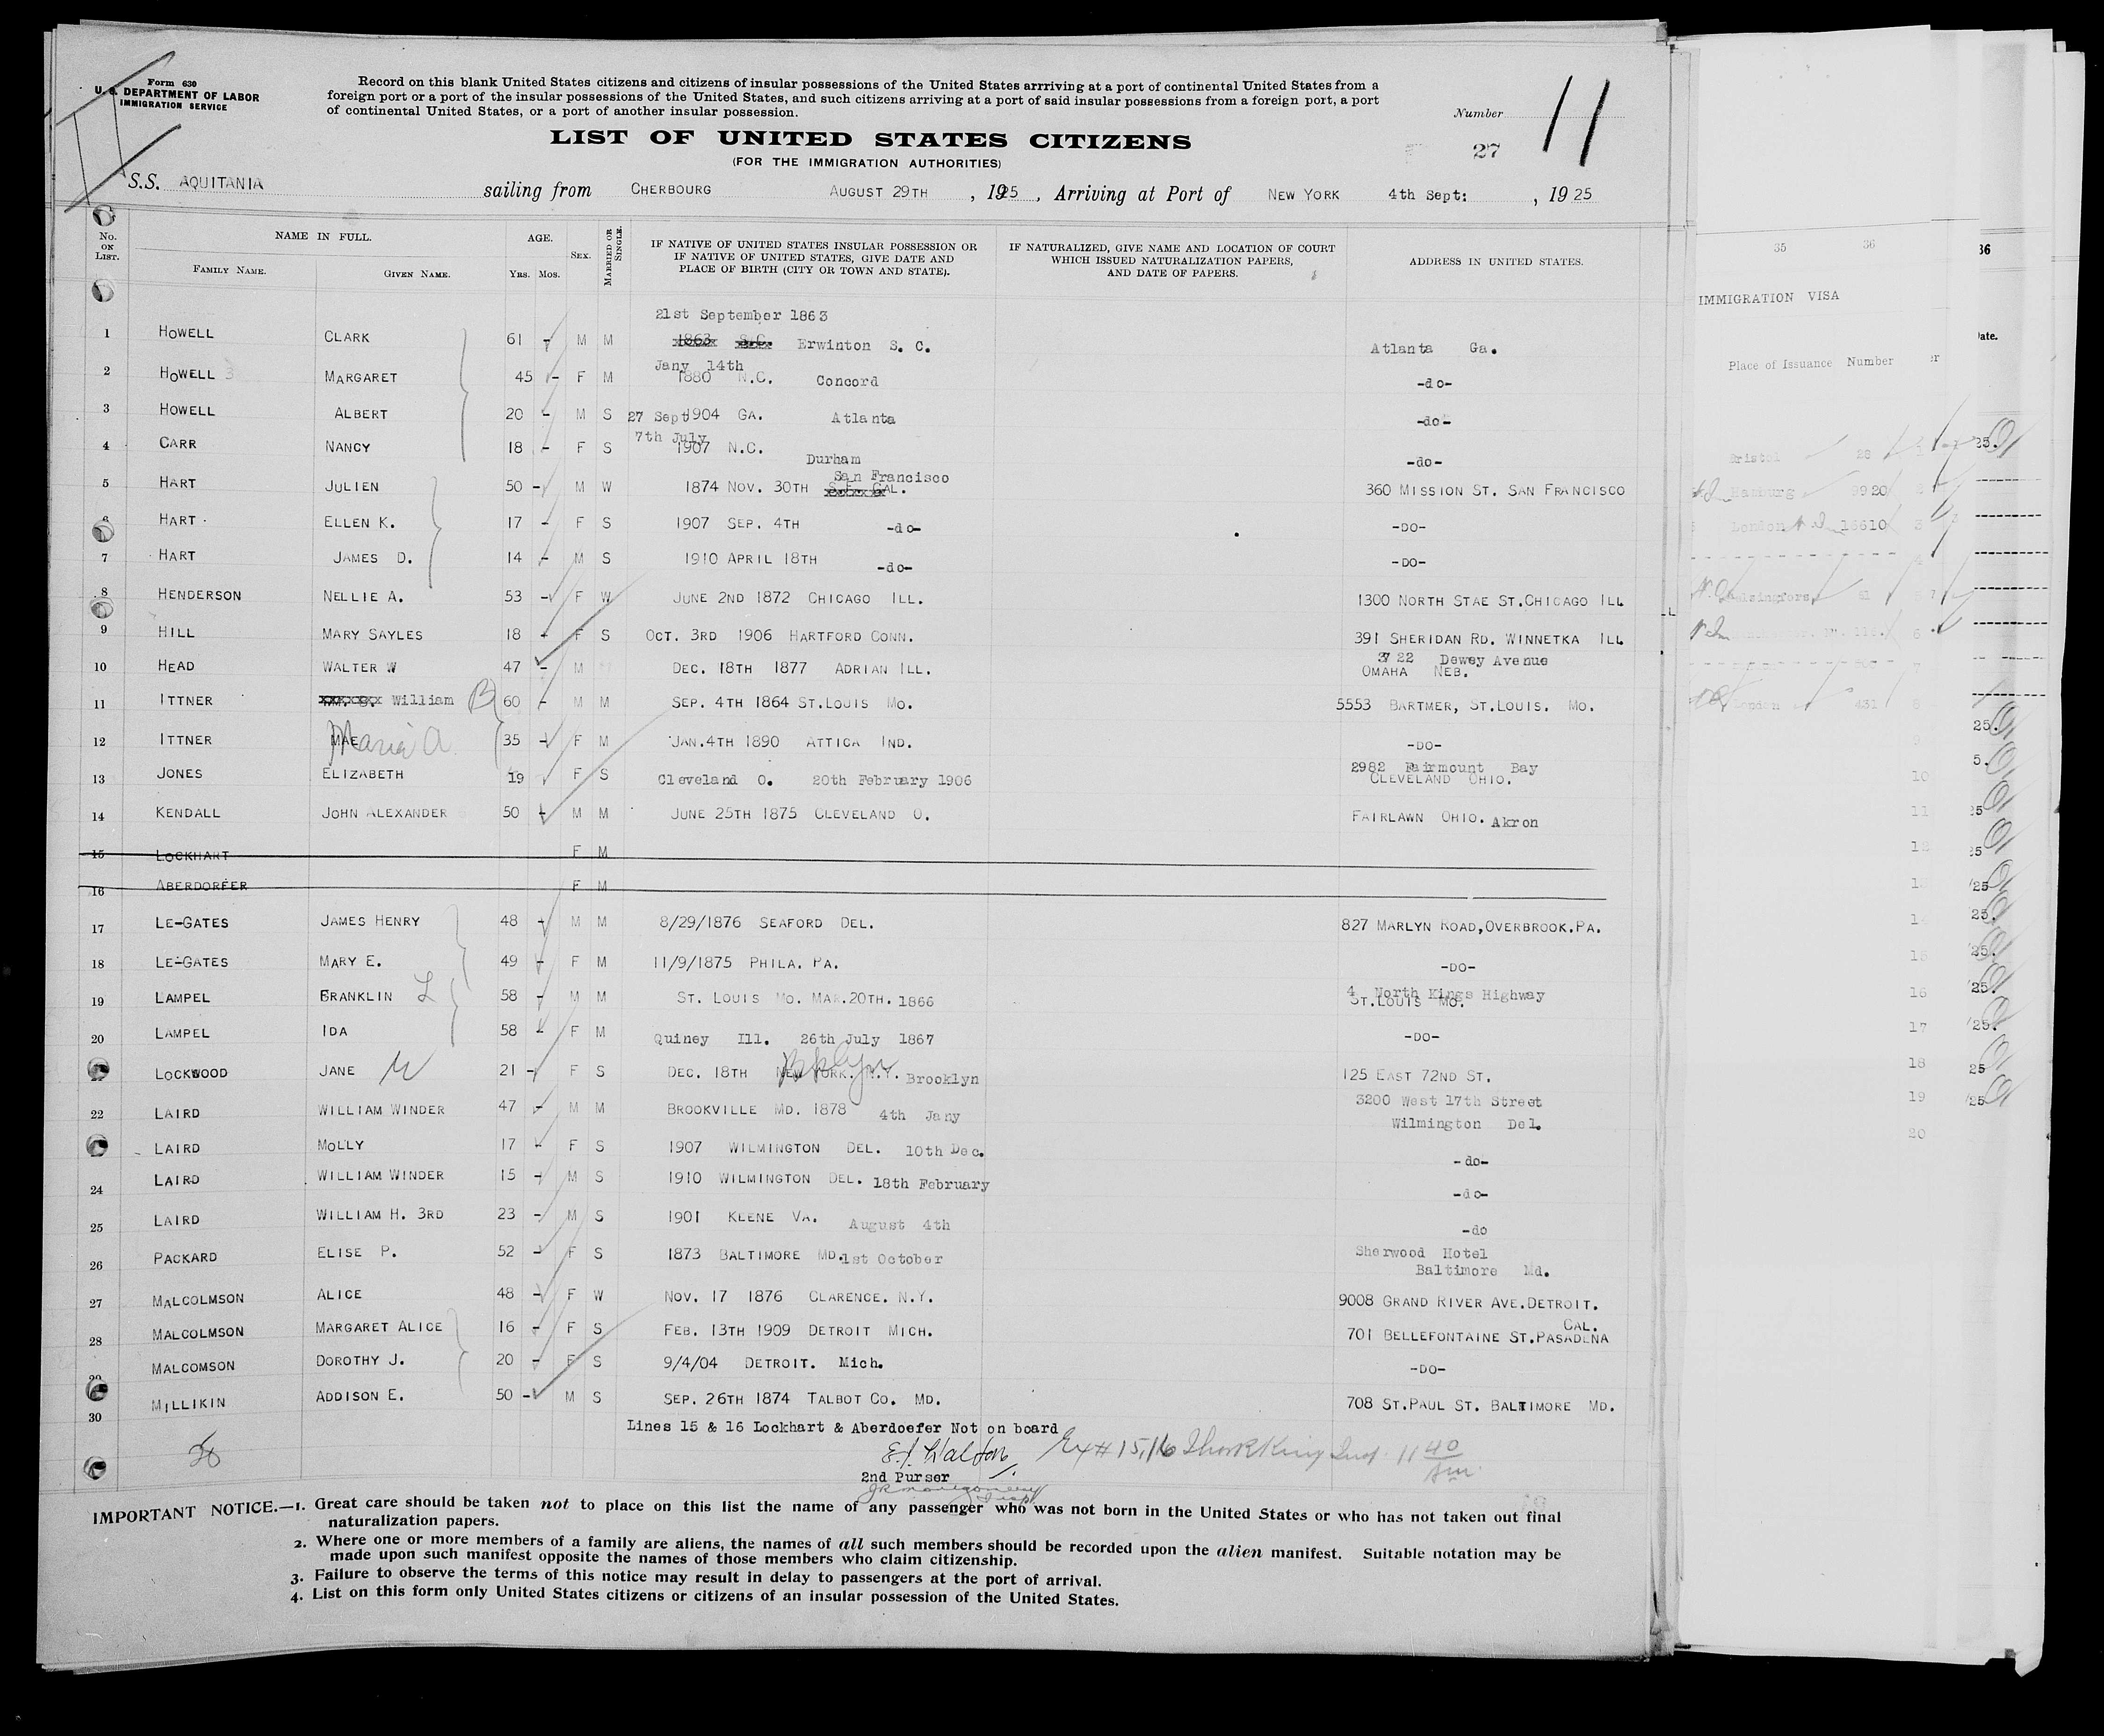 Form 630
U. S. DEPARTMENT OF LABOR
IMMIGRATION SERVICE
Record on this blank United States citizens and citizens of insular possessions of the United States arrriving at a port of continental United States from a
foreign port or a port of the insular possessions of the United States, and such citizens arriving at a port of said insular possessions from a foreign port, a port
of continental United States, or a port of another insular possession.
Number 11
LIST OF UNITED STATES CITIZENS
(FOR THE IMMIGRATION AUTHORITIES)
27
S.S. AQUITANIA sailing from CHERBOURG AUGUST 29TH, 1925, Arriving at Port of NEW YORK 4th Sept: , 1925
No. ON LIST. NAME IN FULL. FAMILY NAME. GIVEN NAME. AGE. YRS. MOS. SEX. MARRIED OR SINGLE. IF NATIVE OF UNITED STATES INSULAR POSSESSION OR IF NATIVE OF UNITED STATES, GIVE DATE AND PLACE OF BIRTH (CITY OR TOWN AND STATE). IF NATURALIZED, GIVE NAME AND LOCATION OF COURT WHICH ISSUED NATURALIZATION PAPERS, AND DATE OF PAPERS. ADDRESS IN UNITED STATES.
21st September 1863
1 HOWELL CLARK 61 - M M 1863 S.C. Erwinton S. C. Atlanta Ga.
Jany 14th
2 HOWELL MARGARET 45 - F M 1880 N.C. Concord -do-
3 HOWELL ALBERT 20 - M S 27 Sept 1904 GA. Atlanta -do-
7th July
4 CARR NANCY 18 - F S 1907 N.C. Durham -do-
San Francisco
5 HART JULIEN 50 - M W 1874 NOV. 30TH S.F. CAL. 360 MISSION ST. SAN FRANCISCO
6 HART ELLEN K. 17 - F S 1907 SEP. 4TH -do- -DO-
7 HART JAMES D. 14 - M S 1910 APRIL 18TH -do- -DO-
8 HENDERSON NELLIE A. 53 - F W JUNE 2ND 1872 CHICAGO ILL. 1300 NORTH STAE ST.CHICAGO ILL
9 HILL MARY SAYLES 18 - F S OCT. 3RD 1906 HARTFORD CONN. 391 SHERIDAN RD. WINNETKA ILL
3722 Dewey Avenue
10 HEAD WALTER W 47 - M DEC. 18TH 1877 ADRIAN ILL. OMAHA NEB.
11 ITTNER William B 60 - M M SEP. 4TH 1864 ST.LOUIS MO. 5553 BARTMER, ST.LOUIS. MO.
12 ITTNER MAE Maria A 35 - F M JAN.4TH 1890 ATTICA IND. -DO-
2982 Fairmount Bay
13 JONES ELIZABETH 19 F S Cleveland O. 20th February 1906 CLEVELAND OHIO.
14 KENDALL JOHN ALEXANDER 50 - M M JUNE 25TH 1875 CLEVELAND O. FAIRLAWN OHIO. Akron
15 LOCKHART F M
16 ABERDORFER F M
17 LE-GATES JAMES HENRY 48 - M M 8/29/1876 SEAFORD DEL. 827 MARLYN ROAD,OVERBROOK.PA.
18 LE-GATES MARY E. 49 - F M 11/9/1875 PHILA. PA. -DO-
4 North Kings Highway
19 LAMPEL FRANKLIN L 58 - M M ST. LOUIS MO. MAR.20TH. 1866 ST.LOUIS MO.
20 LAMPEL IDA 58 - F M Quincy Ill. 26th July 1867 -DO-
LOCKWOOD JANE W 21 - F S DEC. 18TH NEW YORK. N.Y. Brooklyn 125 EAST 72ND ST.
3200 West 17th Street
22 LAIRD WILLIAM WINDER 47 - M M BROOKVILLE MD. 1878 4th Jany Wilmington Del.
LAIRD MOLLY 17 - F S 1907 WILMINGTON DEL. 10th Dec. -do-
24 LAIRD WILLIAM WINDER 15 - M S 1910 WILMINGTON DEL. 18th February -do-
25 LAIRD WILLIAM H. 3RD 23 - M S 1901 KEENE VA. August 4th -do
26 PACKARD ELISE P. 52 - F S 1873 BALTIMORE MD. 1st October Sherwood Hotel
Baltimore Md.
27 MALCOLMSON ALICE 48 - F W NOV. 17 1876 CLARENCE. N.Y. 9008 GRAND RIVER AVE.DETROIT.
CAL.
28 MALCOLMSON MARGARET ALICE 16 - F S FEB. 13TH 1909 DETROIT MICH. 701 BELLEFONTAINE ST.PASADENA
29 MALCOMSON DOROTHY J. 20 - F S 9/4/04 DETROIT. Mich. -DO-
30 MILLIKIN ADDISON E. 50 - M S SEP. 26TH 1874 TALBOT CO. MD. 708 ST.PAUL ST. BALTIMORE MD.
Lines 15 & 16 Lockhart & Aberdoefer Not on board
E.J. Walton
2nd Purser
IMPORTANT NOTICE.—1. Great care should be taken not to place on this list the name of any passenger who was not born in the United States or who has not taken out final
naturalization papers.
2. Where one or more members of a family are aliens, the names of all such members should be recorded upon the alien manifest. Suitable notation may be
made upon such manifest opposite the names of those members who claim citizenship.
3. Failure to observe the terms of this notice may result in delay to passengers at the port of arrival.
4. List on this form only United States citizens or citizens of an insular possession of the United States.
35 36
IMMIGRATION VISA
Place of Issuance Number
Bristol 28
Hamburg 9920
London 16610
London 431